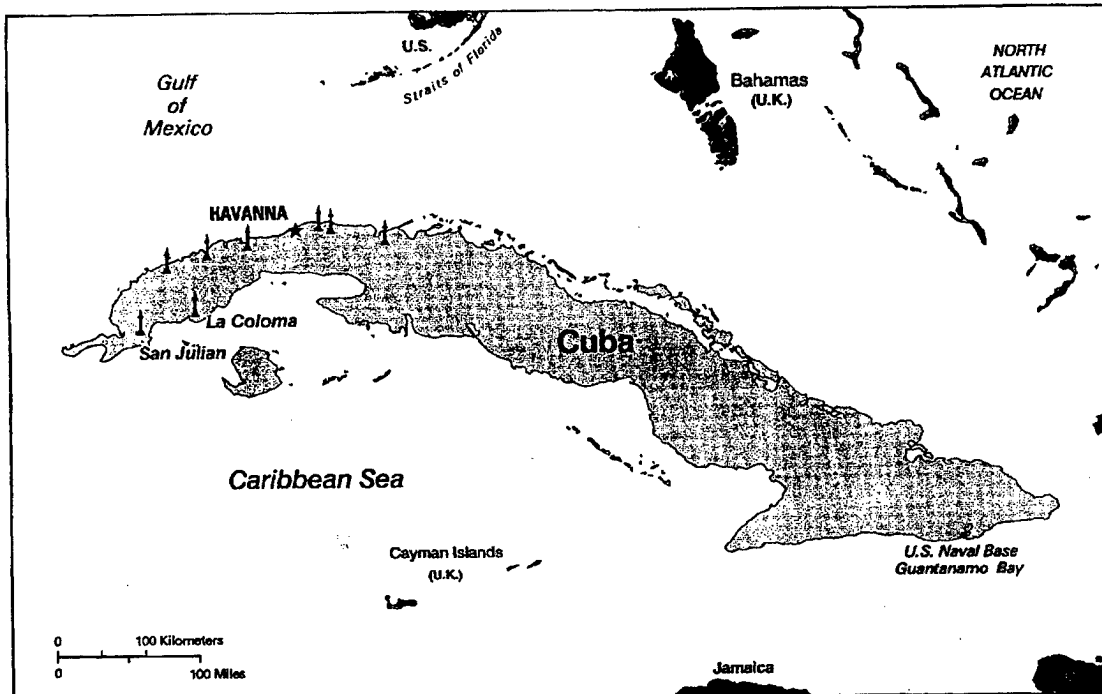 U.S.
Straits of Florida
Gulf
of
Mexico
Bahamas
(U.K.)
NORTH
ATLANTIC
OCEAN
HAVANNA
La Coloma
San Julian
Cuba
Caribbean Sea
Cayman Islands
(U.K.)
U.S. Naval Base
Guantanamo Bay
0 100 Kilometers
0 100 Miles
Jamaica